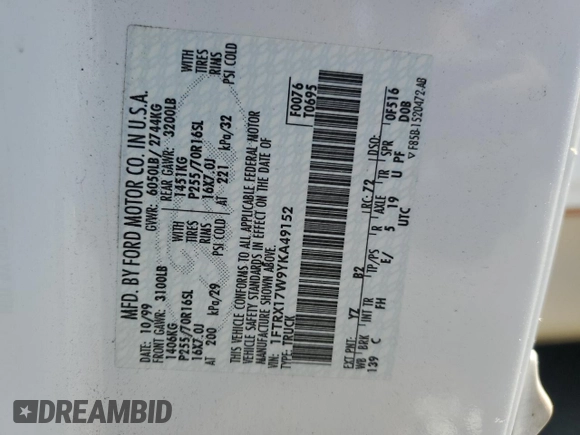 MFD. BY FORD MOTOR CO. IN U.S.A.
DATE: 10/99 GVWR: 6050LB/ 2744KG
FRONT GAWR: 3100LB REAR GAWR: 3200LB
1406KG 1451KG WITH
P255/70R16SL WITH TIRES P255/70R16SL TIRES
16X7.0J RIMS 16X7.0J RIMS
AT 200 kPa/29 PSI COLD AT 221 kPa/32 PSI COLD
THIS VEHICLE CONFORMS TO ALL APPLICABLE FEDERAL MOTOR
VEHICLE SAFETY STANDARDS IN EFFECT ON THE DATE OF
MANUFACTURE SHOWN ABOVE.
VIN: 1FTRX17W9YKA49152 F0076
TYPE: TRUCK T0695
EXT PNT: YZ B2 RC: 72 DSO:
WB BRK INT TR TP/PS R AXLE TR SPR 0F516
139 C FH E/ 5 19 U PF DOB
UTC ▽F85B-1520472-AB
DREAMBID